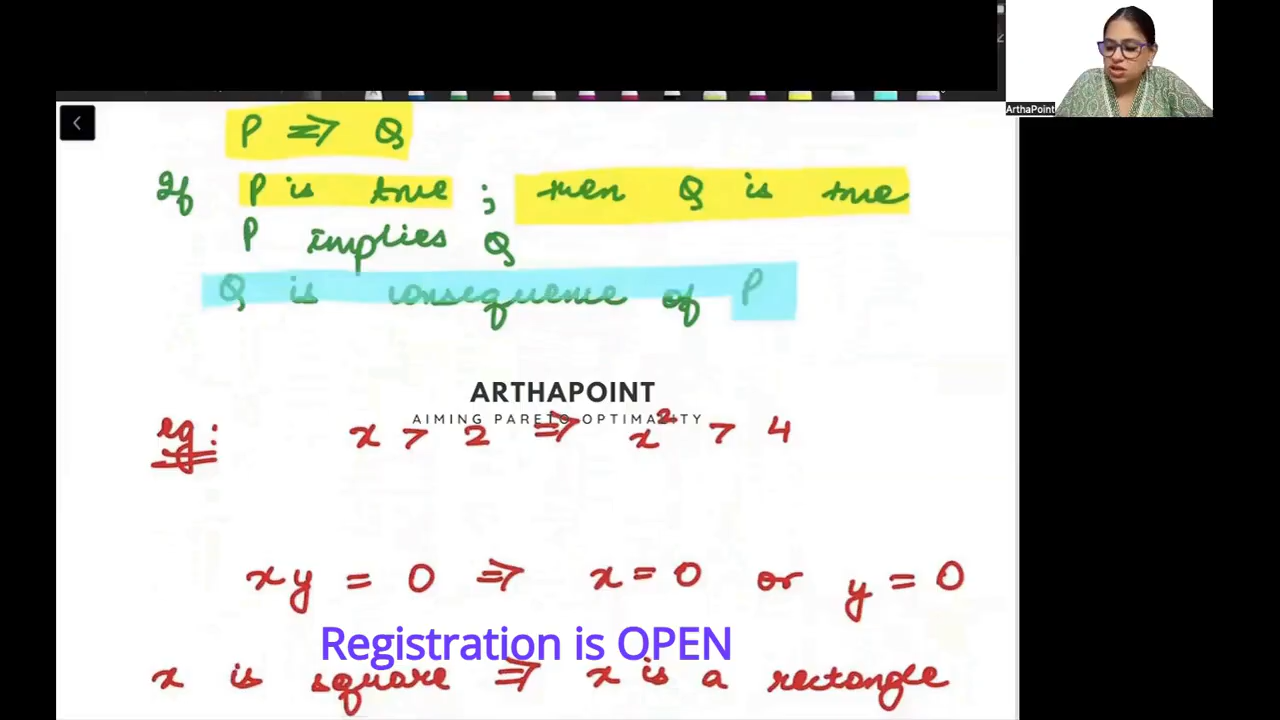 P ⇒ Q
If P is true ; then Q is true
P implies Q
Q is consequence of P
ARTHAPOINT
AIMING PARETO OPTIMALITY
eg: x > 2 ⇒ x² > 4
xy = 0 ⇒ x = 0 or y = 0
Registration is OPEN
x is square ⇒ x is a rectangle
ArthaPoint